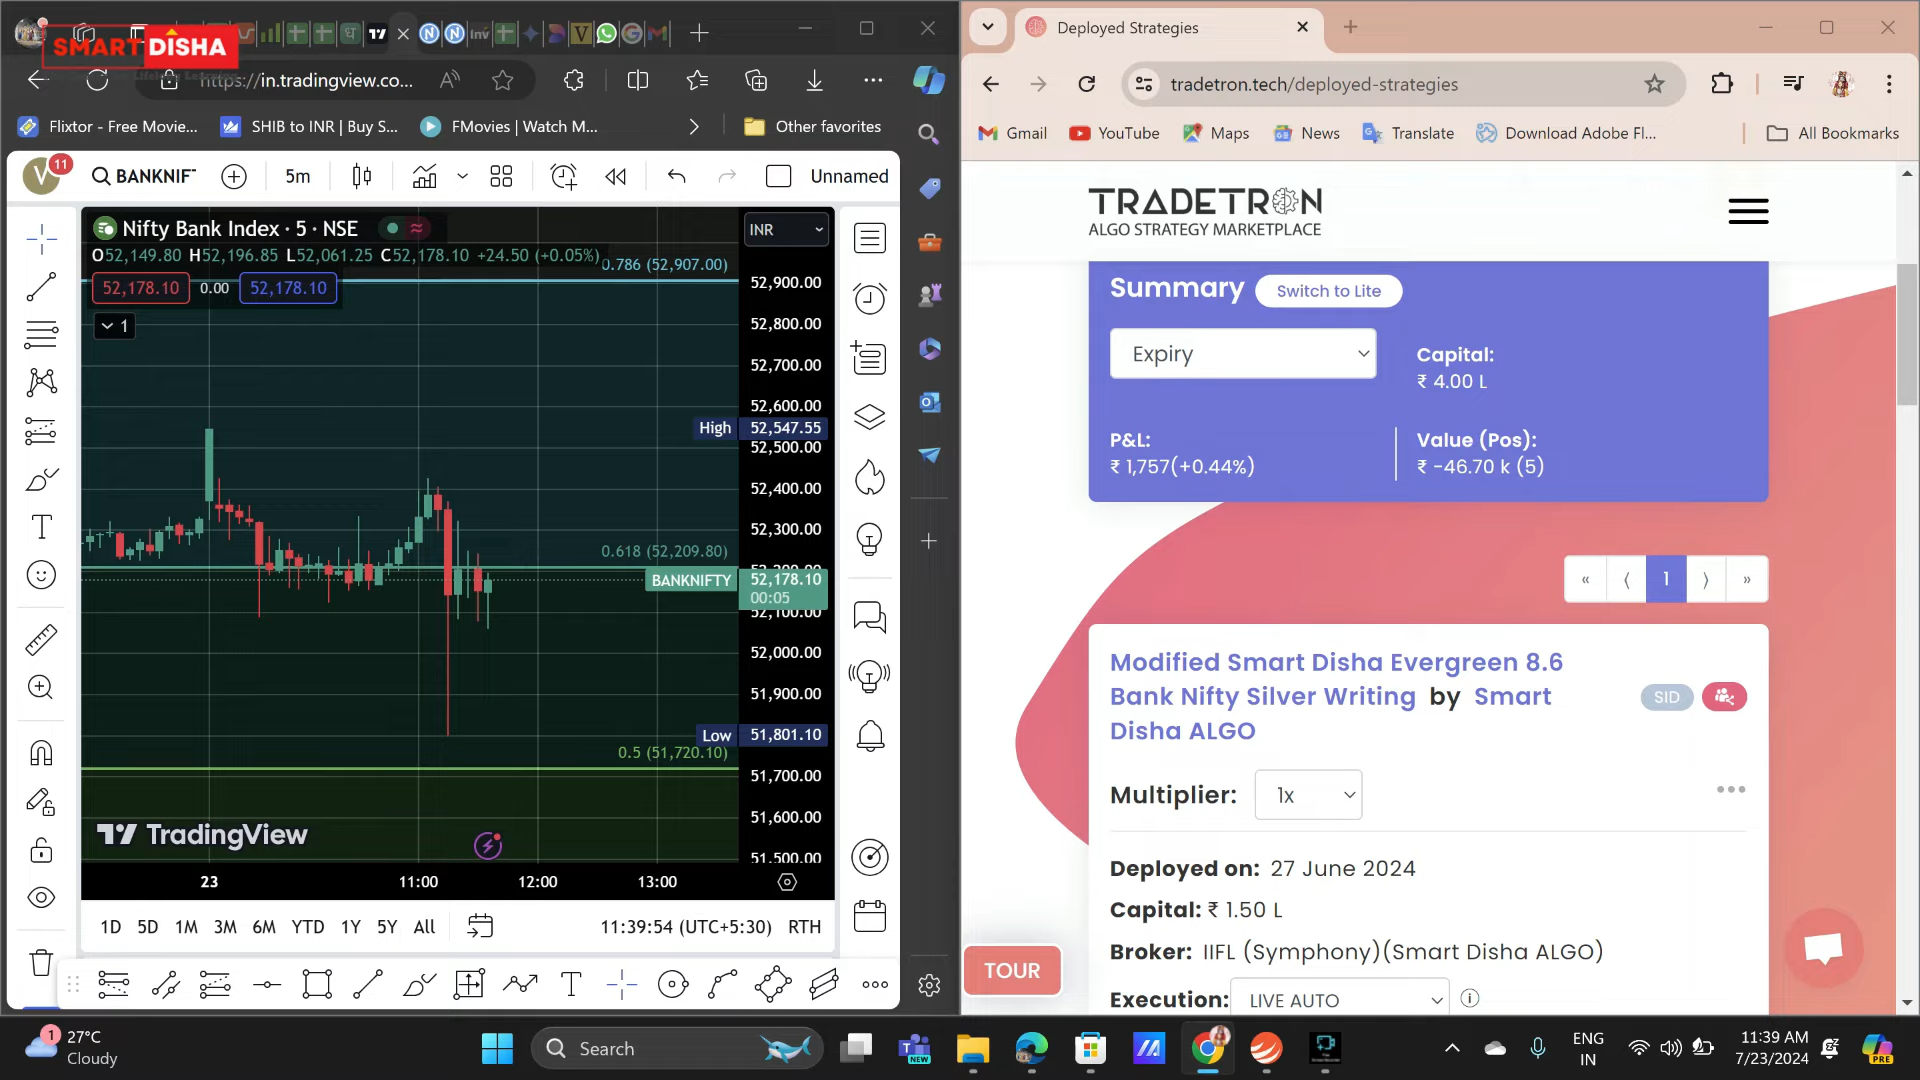 SMART DISHA
https://in.tradingview.co...
Flixtor - Free Movie...
SHIB to INR | Buy S...
FMovies | Watch M...
Other favorites
V
11
BANKNIF
5m
Unnamed
Nifty Bank Index · 5 · NSE
O52,149.80 H52,196.85 L52,061.25 C52,178.10 +24.50 (+0.05%)
52,178.10 0.00 52,178.10
1
INR
0.786 (52,907.00)
52,900.00
52,800.00
52,700.00
52,600.00
High 52,547.55
52,500.00
52,400.00
52,300.00
0.618 (52,209.80)
BANKNIFTY 52,178.10
00:05
52,100.00
52,000.00
51,900.00
Low 51,801.10
0.5 (51,720.10)
51,700.00
51,600.00
51,500.00
TradingView
23 11:00 12:00 13:00
1D 5D 1M 3M 6M YTD 1Y 5Y All
11:39:54 (UTC+5:30) RTH
Deployed Strategies
tradetron.tech/deployed-strategies
Gmail YouTube Maps News Translate Download Adobe Fl... All Bookmarks
TRADETRON
ALGO STRATEGY MARKETPLACE
Summary Switch to Lite
Expiry
Capital:
₹ 4.00 L
P&L:
₹ 1,757(+0.44%)
Value (Pos):
₹ -46.70 k (5)
« ⟨ 1 ⟩ »
Modified Smart Disha Evergreen 8.6
Bank Nifty Silver Writing by Smart
Disha ALGO
SID
Multiplier: 1x
Deployed on: 27 June 2024
Capital: ₹ 1.50 L
Broker: IIFL (Symphony)(Smart Disha ALGO)
Execution: LIVE AUTO
TOUR
1
27°C
Cloudy
Search
NEW
ENG
IN
11:39 AM
7/23/2024
PRE